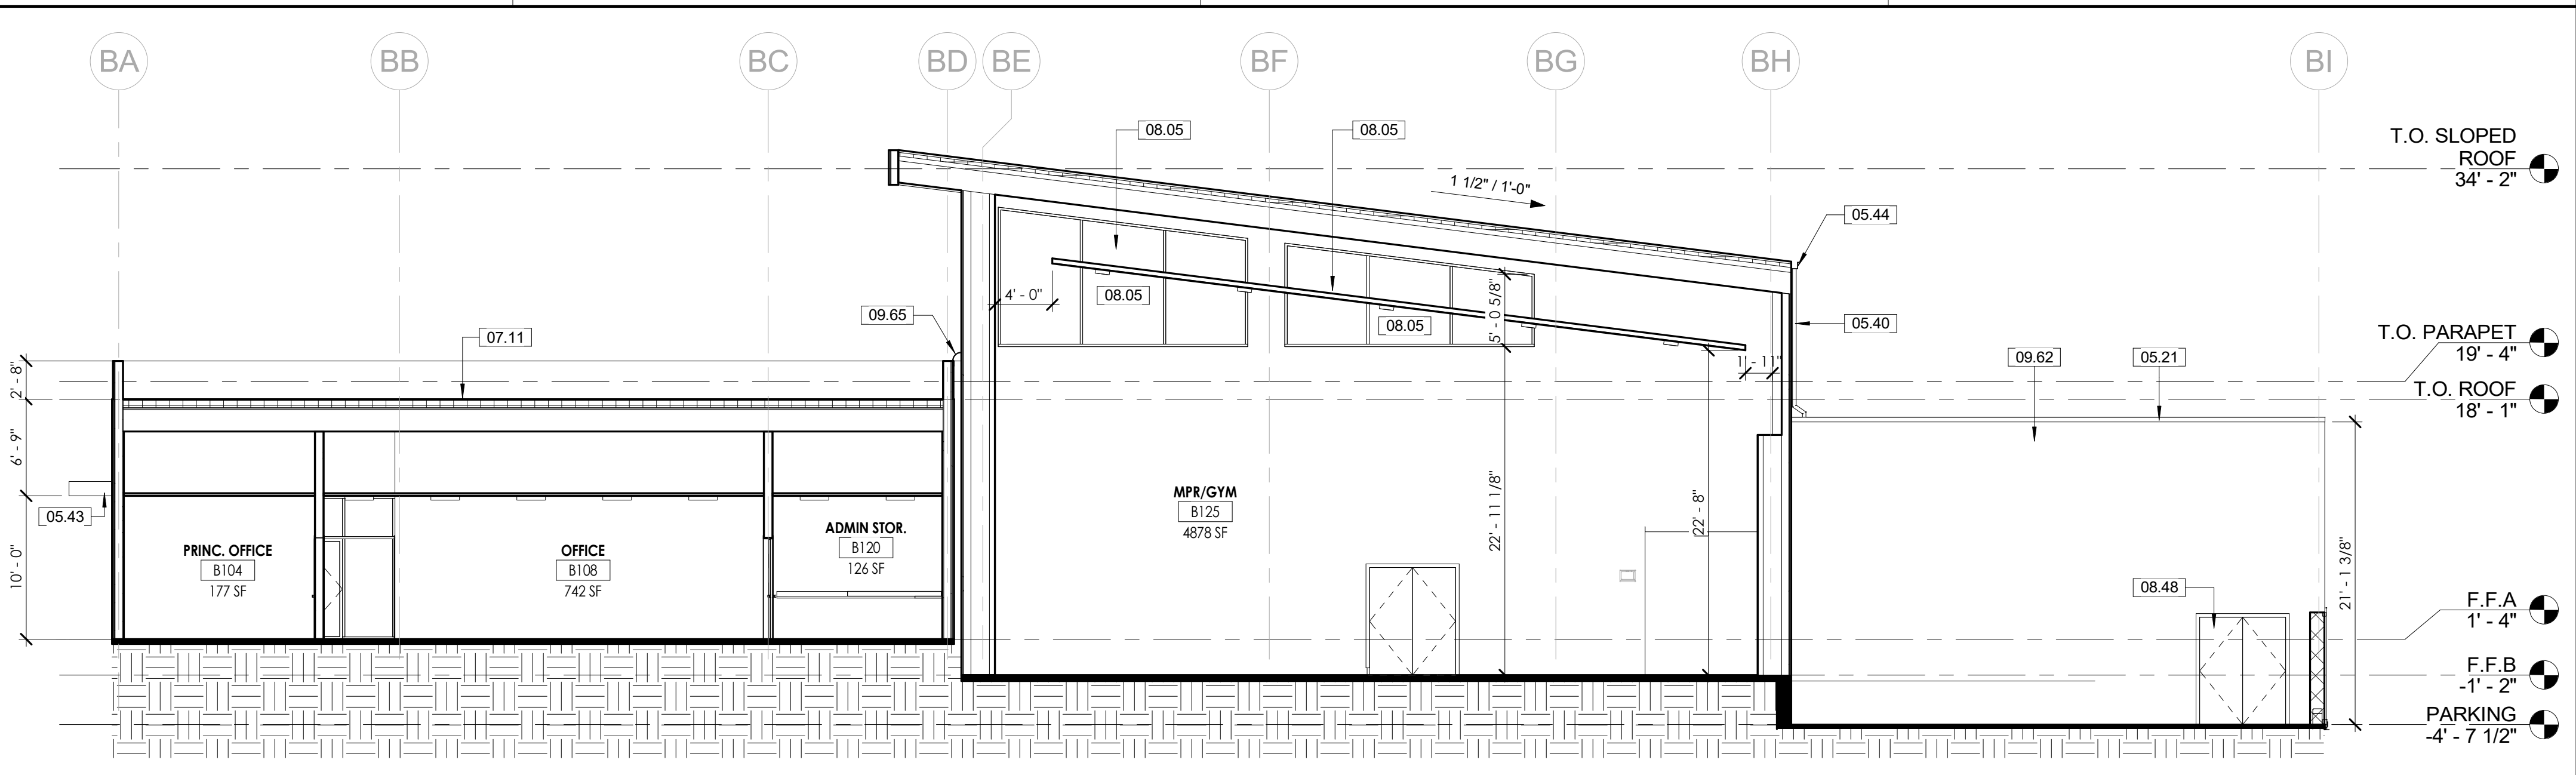 BA
BB
BC
BD
BE
BF
BG
BH
BI
08.05
08.05
T.O. SLOPED
ROOF
34' - 2"
1 1/2" / 1'-0"
05.44
4' - 0"
08.05
5' - 0 5/8"
09.65
08.05
05.40
07.11
T.O. PARAPET
19' - 4"
09.62
05.21
1' - 11"
2' - 8"
T.O. ROOF
18' - 1"
6' - 9"
05.43
MPR/GYM
B125
4878 SF
22' - 11 1/8"
22' - 8"
ADMIN STOR.
B120
126 SF
PRINC. OFFICE
B104
177 SF
OFFICE
B108
742 SF
10' - 0"
21' - 1 3/8"
08.48
F.F.A
1' - 4"
F.F.B
-1' - 2"
PARKING
-4' - 7 1/2"